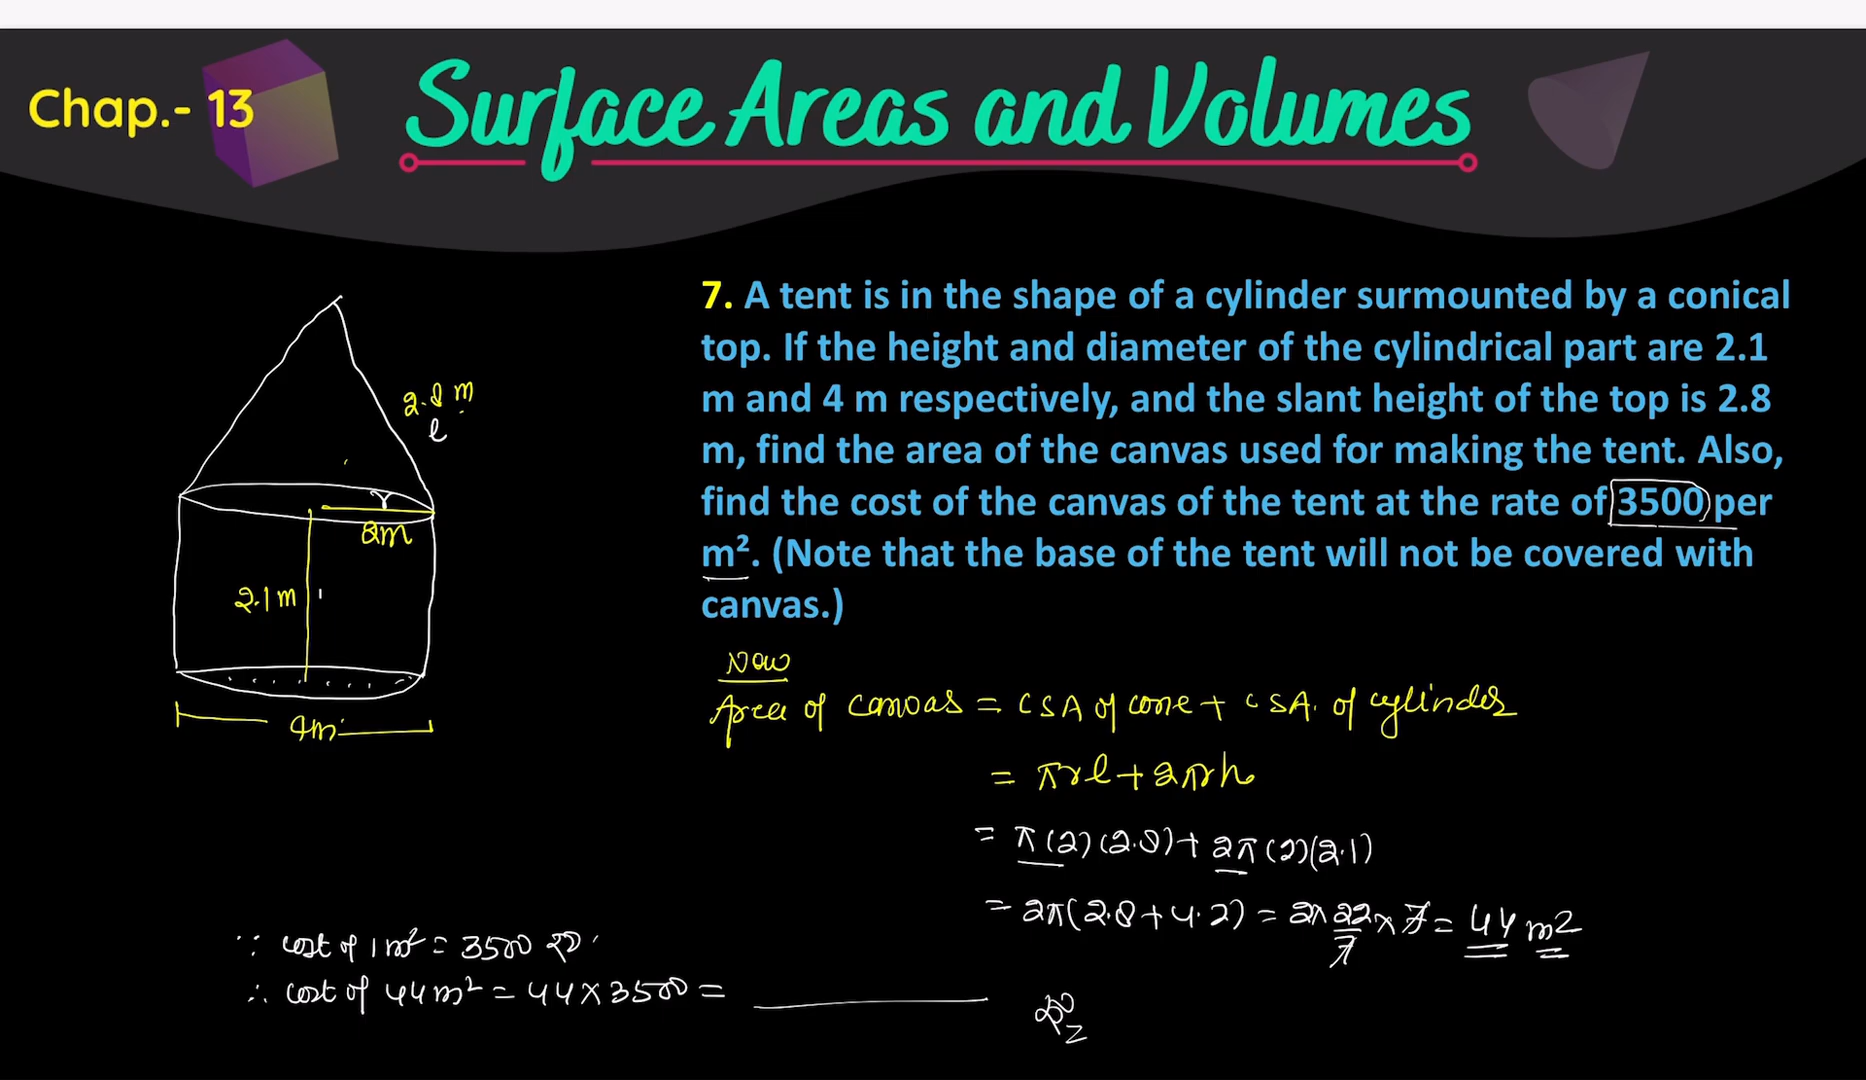 Chap.- 13
Surface Areas and Volumes
7. A tent is in the shape of a cylinder surmounted by a conical
top. If the height and diameter of the cylindrical part are 2.1
m and 4 m respectively, and the slant height of the top is 2.8
m, find the area of the canvas used for making the tent. Also,
find the cost of the canvas of the tent at the rate of 3500 per
m². (Note that the base of the tent will not be covered with
canvas.)
2.8 m
l
r
2m
2.1 m
4m
Now
Area of canvas = CSA of cone + CSA. of cylinder
= πrl + 2πrh
= π(2)(2.8) + 2π(2)(2.1)
= 2π(2.8+4.2) = 2× 22/7 × 7 = 44 m²
∵ cost of 1 m² = 3500 रु०
∴ cost of 44 m² = 44 × 3500 = ________ रु०